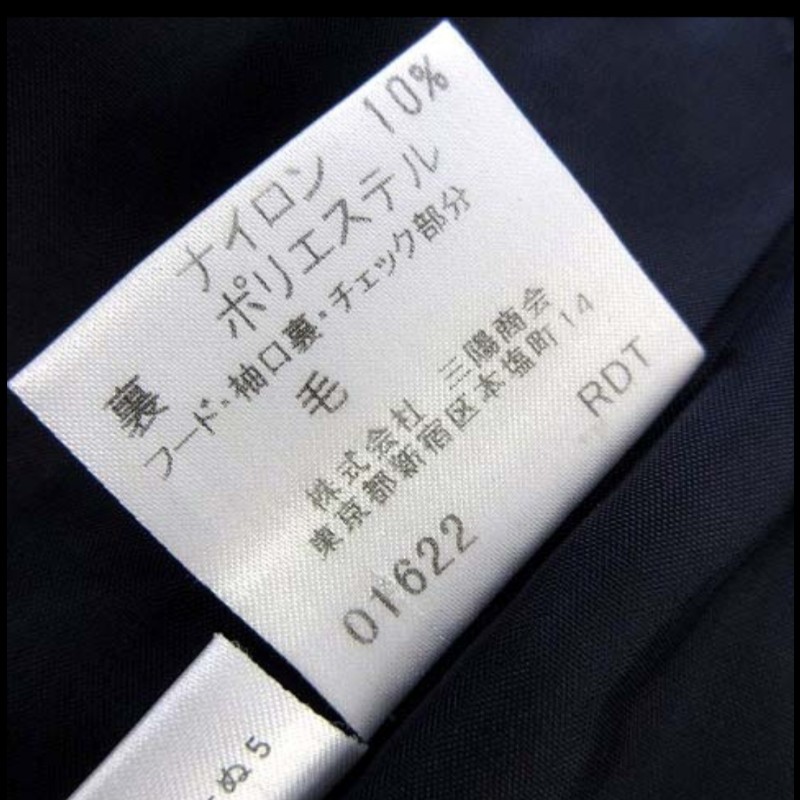 ナイロン 10%
裏 ポリエステル
フード・袖口裏・チェック部分
毛
株式会社 三陽商会
東京都新宿区本塩町14
RDT
01622
ぬ5